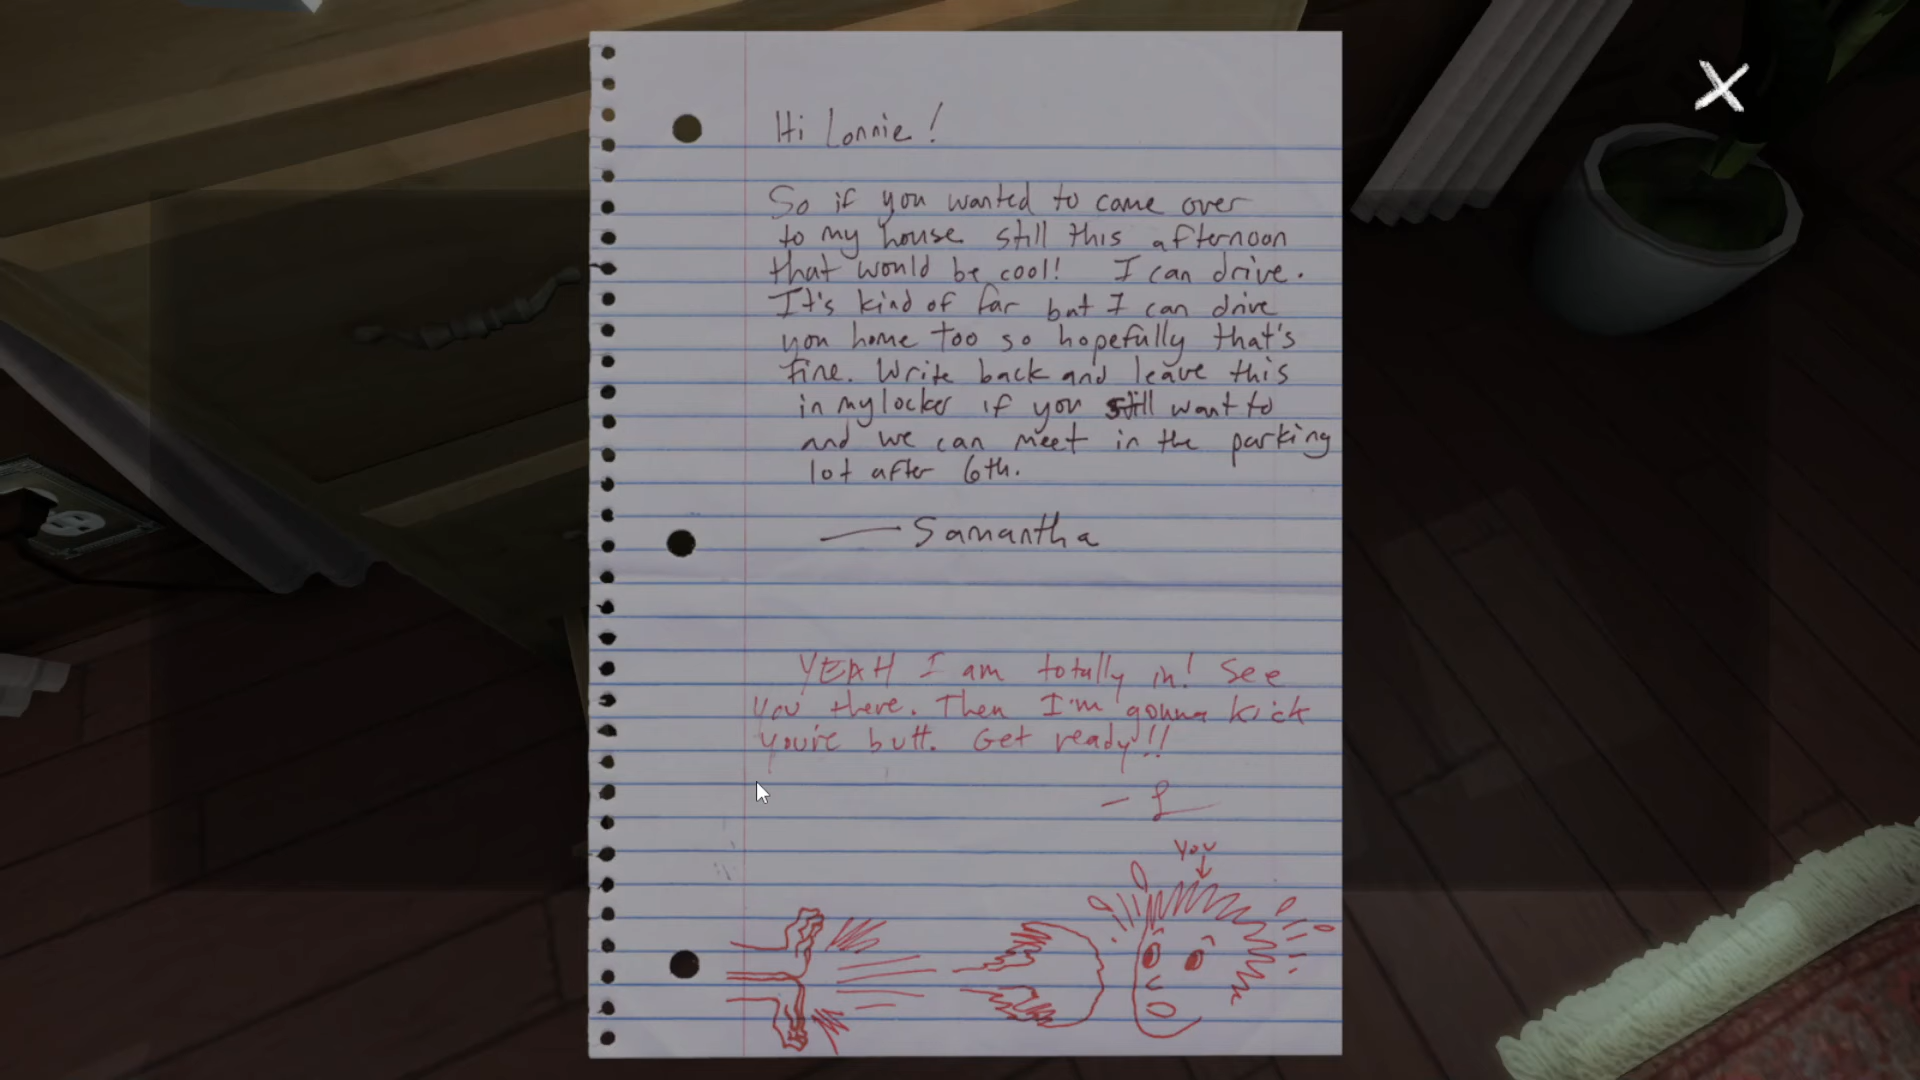 Hi Lonnie!
So if you wanted to come over
to my house still this afternoon
that would be cool! I can drive.
It's kind of far but I can drive
you home too so hopefully that's
fine. Write back and leave this
in my locker if you still want to
and we can meet in the parking
lot after 6th.
— Samantha
YEAH I am totally in! See
you there. Then I'm gonna kick
you're butt. Get ready!!
— L
You